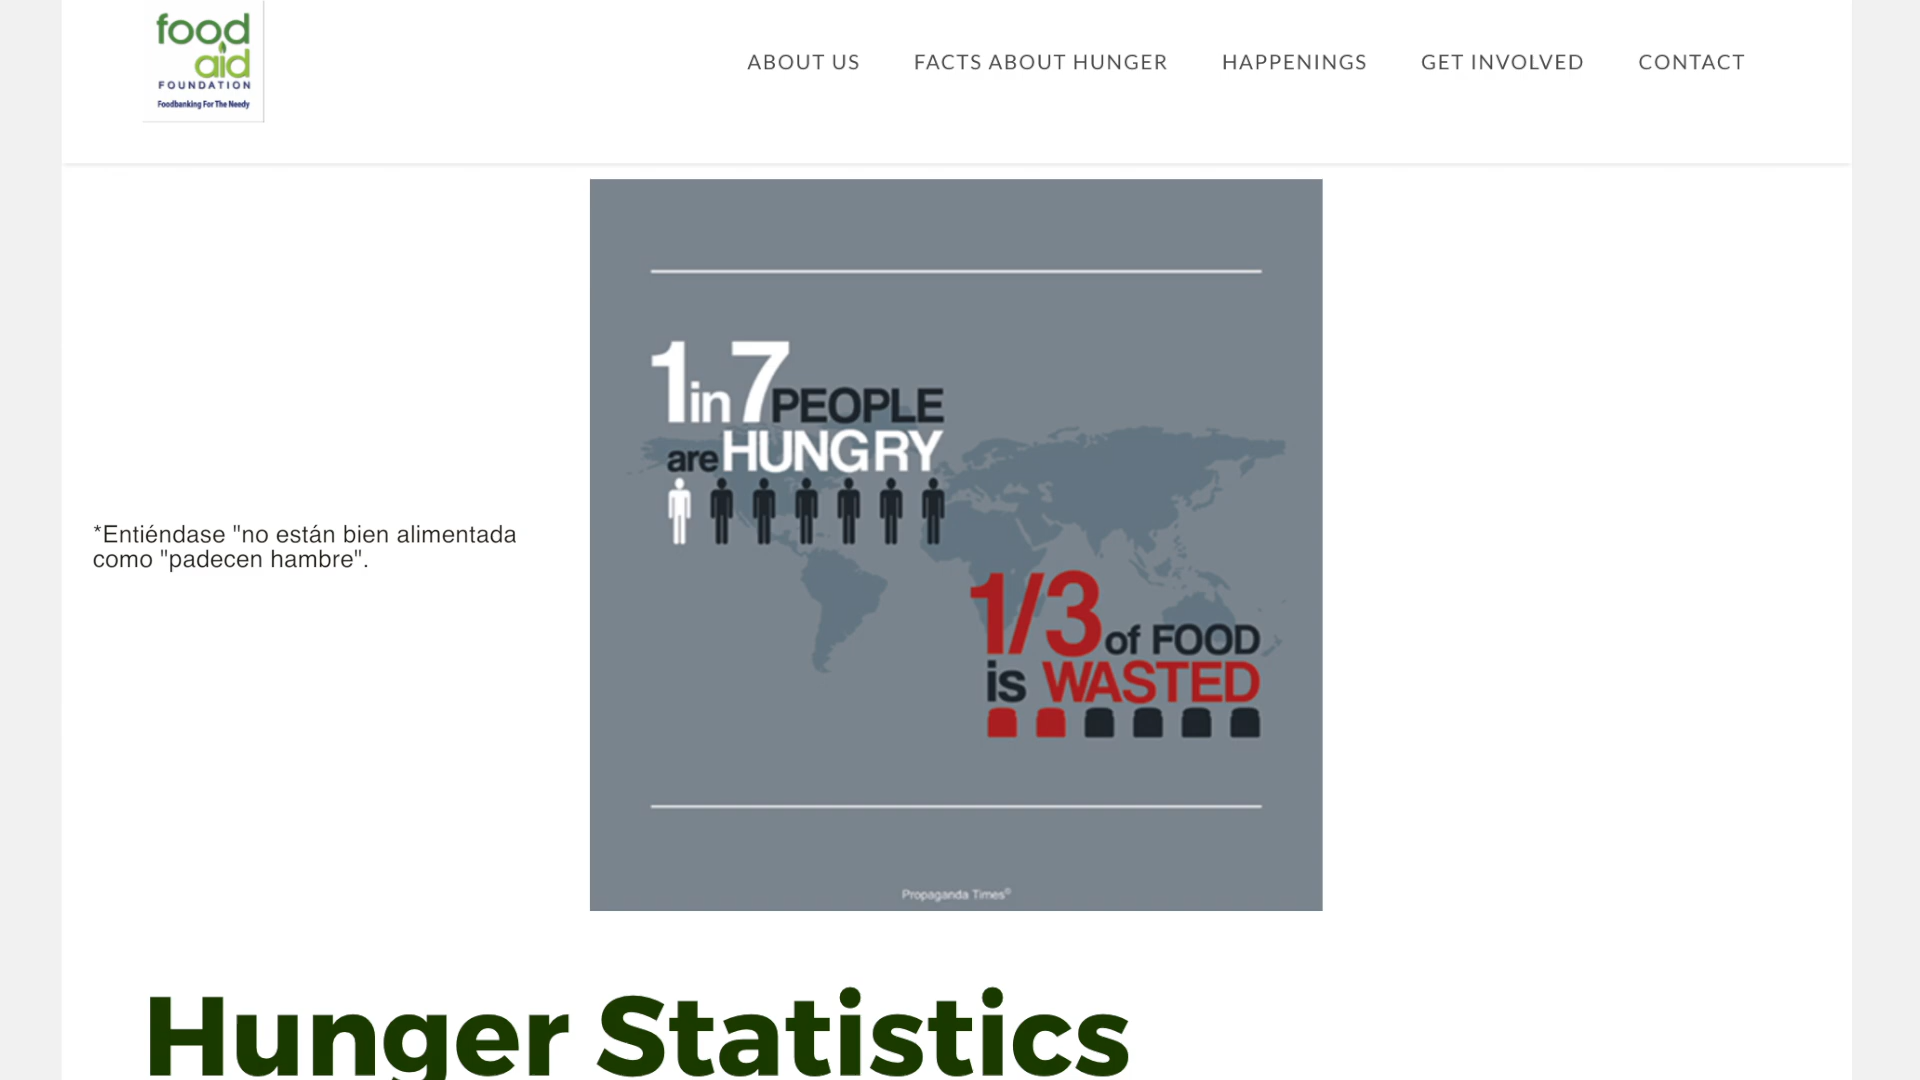 food
aid
FOUNDATION
Foodbanking For The Needy
ABOUT US FACTS ABOUT HUNGER HAPPENINGS GET INVOLVED CONTACT
1 in 7 PEOPLE
are HUNGRY
*Entiéndase "no están bien alimentada
como "padecen hambre".
1/3 of FOOD
is WASTED
Propaganda Times®
Hunger Statistics